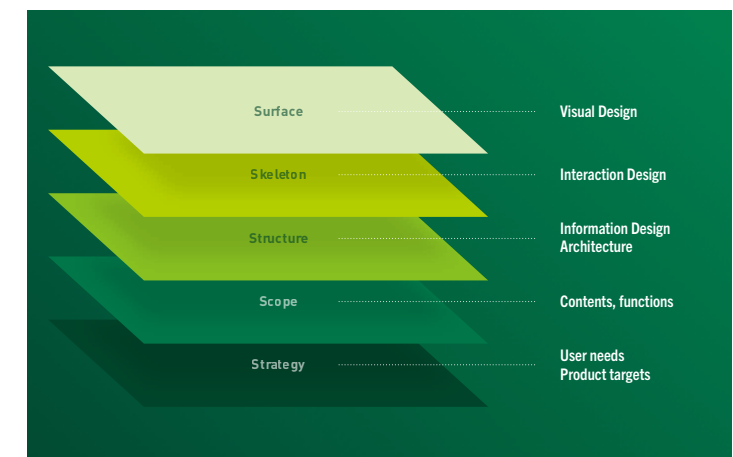 Surface
Visual Design
Skeleton
Interaction Design
Structure
Information Design
Architecture
Scope
Contents, functions
Strategy
User needs
Product targets